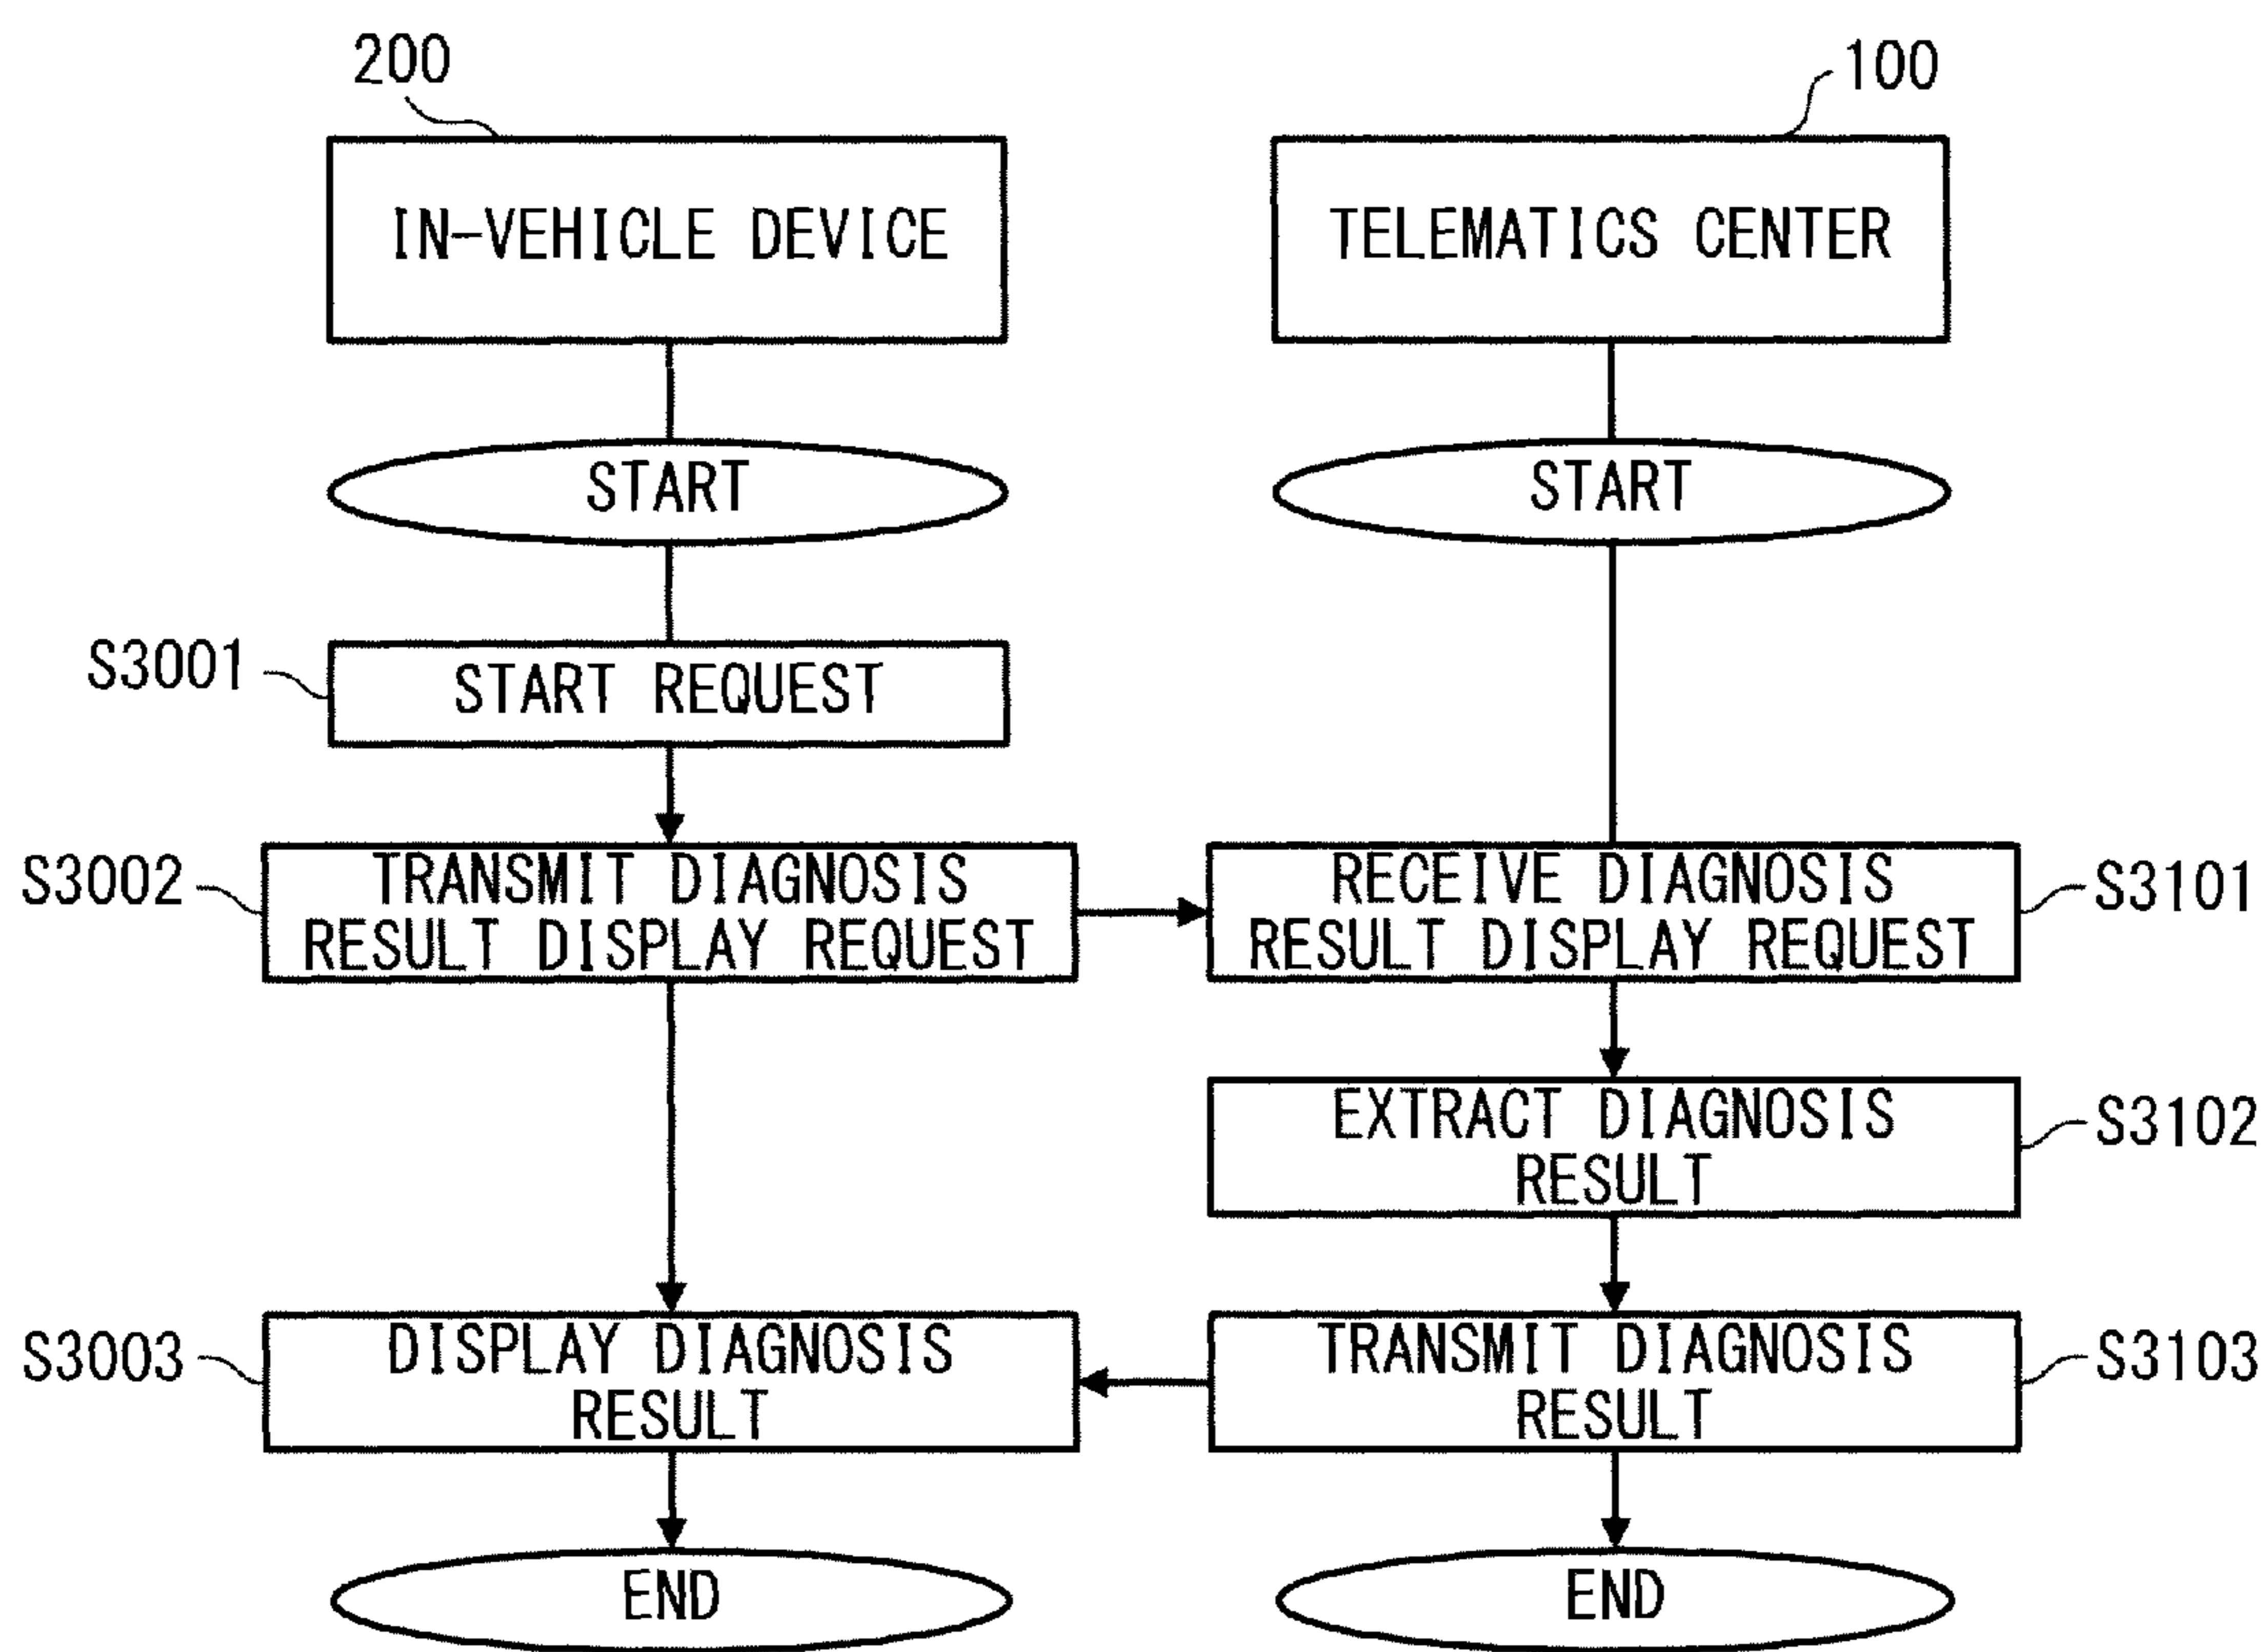 200
100
IN-VEHICLE DEVICE
TELEMATICS CENTER
START
START
S3001
START REQUEST
S3002
TRANSMIT DIAGNOSIS
RESULT DISPLAY REQUEST
RECEIVE DIAGNOSIS
RESULT DISPLAY REQUEST
S3101
EXTRACT DIAGNOSIS
RESULT
S3102
S3003
DISPLAY DIAGNOSIS
RESULT
TRANSMIT DIAGNOSIS
RESULT
S3103
END
END